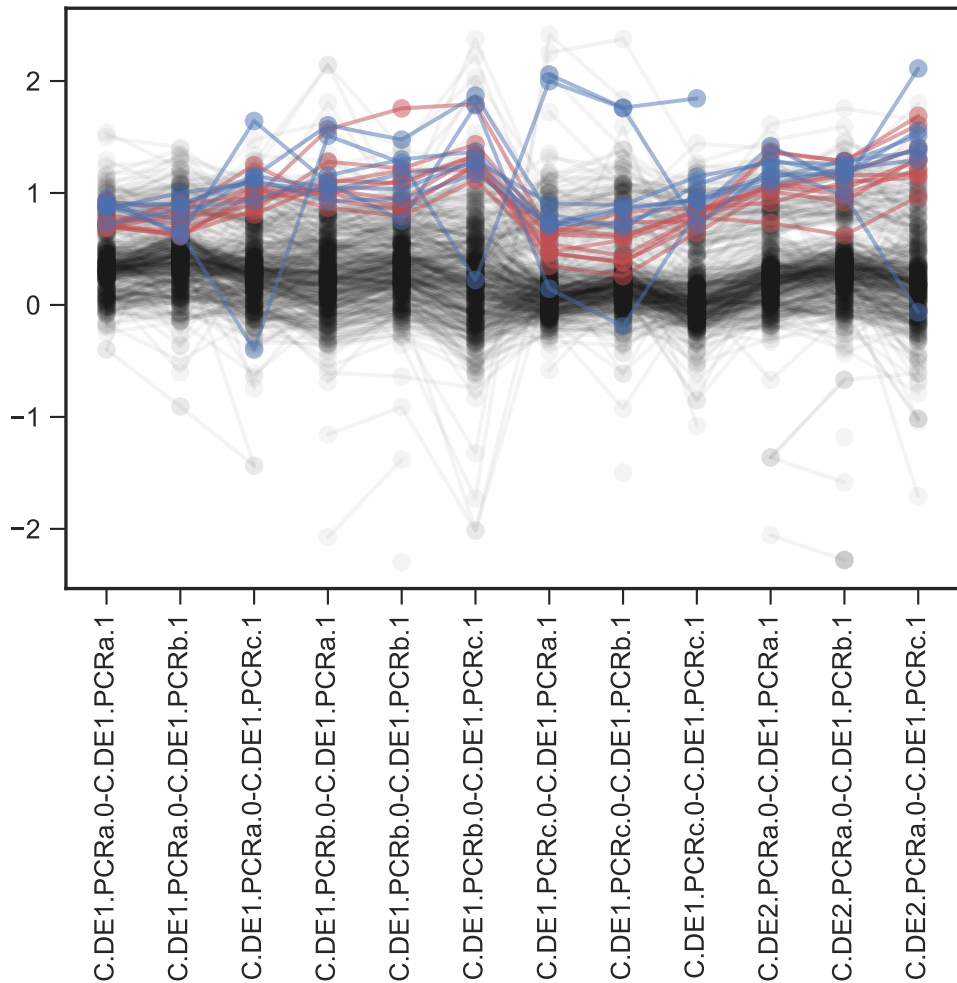 2
1
0
−1
−2
C.DE1.PCRa.0-C.DE1.PCRa.1
C.DE1.PCRa.0-C.DE1.PCRb.1
C.DE1.PCRa.0-C.DE1.PCRc.1
C.DE1.PCRb.0-C.DE1.PCRa.1
C.DE1.PCRb.0-C.DE1.PCRb.1
C.DE1.PCRb.0-C.DE1.PCRc.1
C.DE1.PCRc.0-C.DE1.PCRa.1
C.DE1.PCRc.0-C.DE1.PCRb.1
C.DE1.PCRc.0-C.DE1.PCRc.1
C.DE2.PCRa.0-C.DE1.PCRa.1
C.DE2.PCRa.0-C.DE1.PCRb.1
C.DE2.PCRa.0-C.DE1.PCRc.1